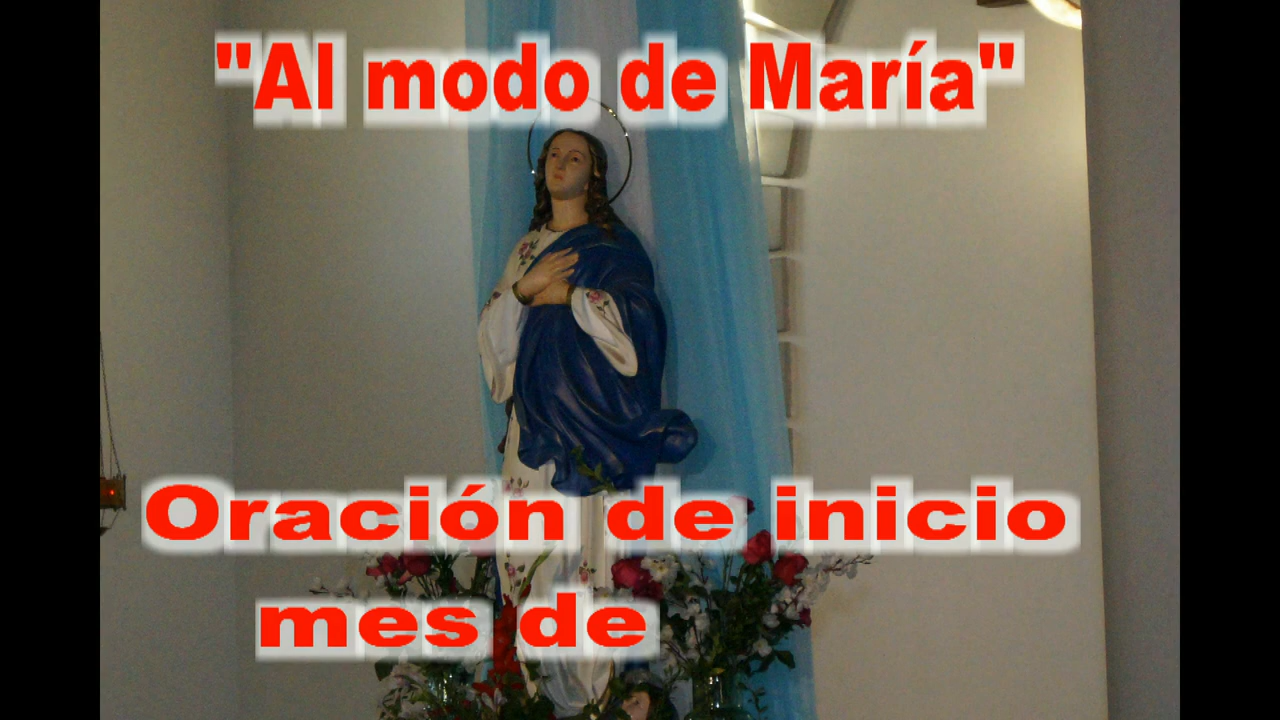 "Al modo de María"
Oración de inicio
mes de